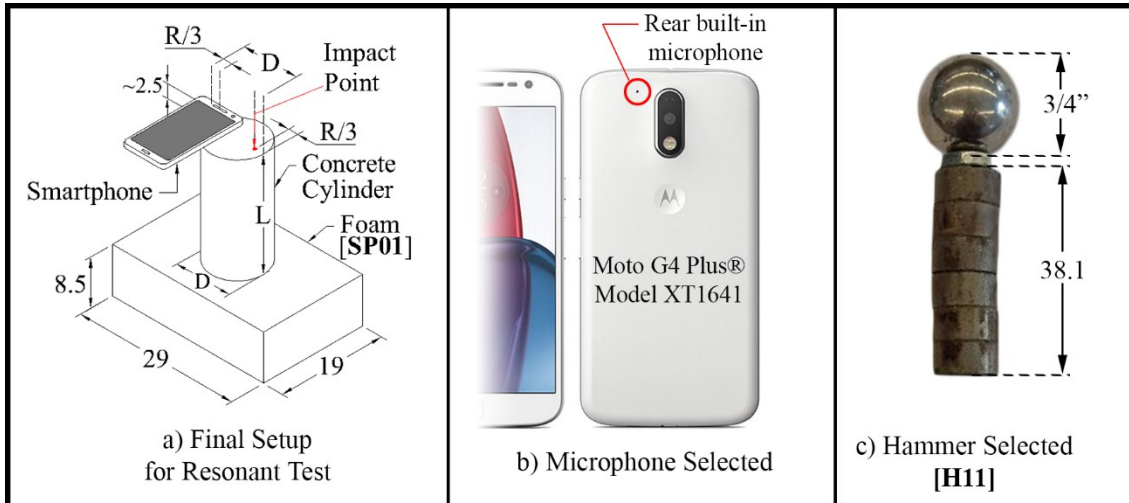 R/3
D
Impact
Point
~2.5
R/3
Smartphone
Concrete
Cylinder
L
Foam
[SP01]
D
8.5
29
19
a) Final Setup
for Resonant Test
Rear built-in
microphone
Moto G4 Plus®
Model XT1641
b) Microphone Selected
3/4”
38.1
c) Hammer Selected
[H11]